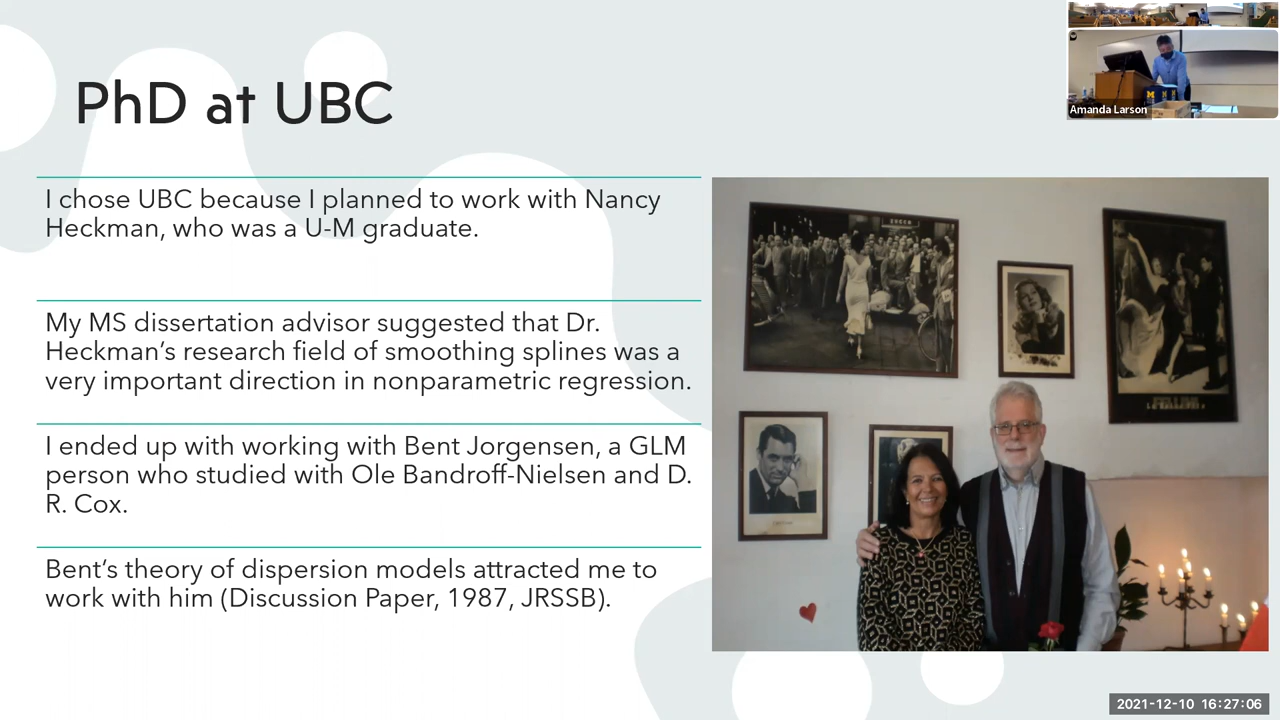 PhD at UBC
I chose UBC because I planned to work with Nancy
Heckman, who was a U-M graduate.
My MS dissertation advisor suggested that Dr.
Heckman’s research field of smoothing splines was a
very important direction in nonparametric regression.
I ended up with working with Bent Jorgensen, a GLM
person who studied with Ole Bandroff-Nielsen and D.
R. Cox.
Bent’s theory of dispersion models attracted me to
work with him (Discussion Paper, 1987, JRSSB).
Amanda Larson
2021-12-10 16:27:06